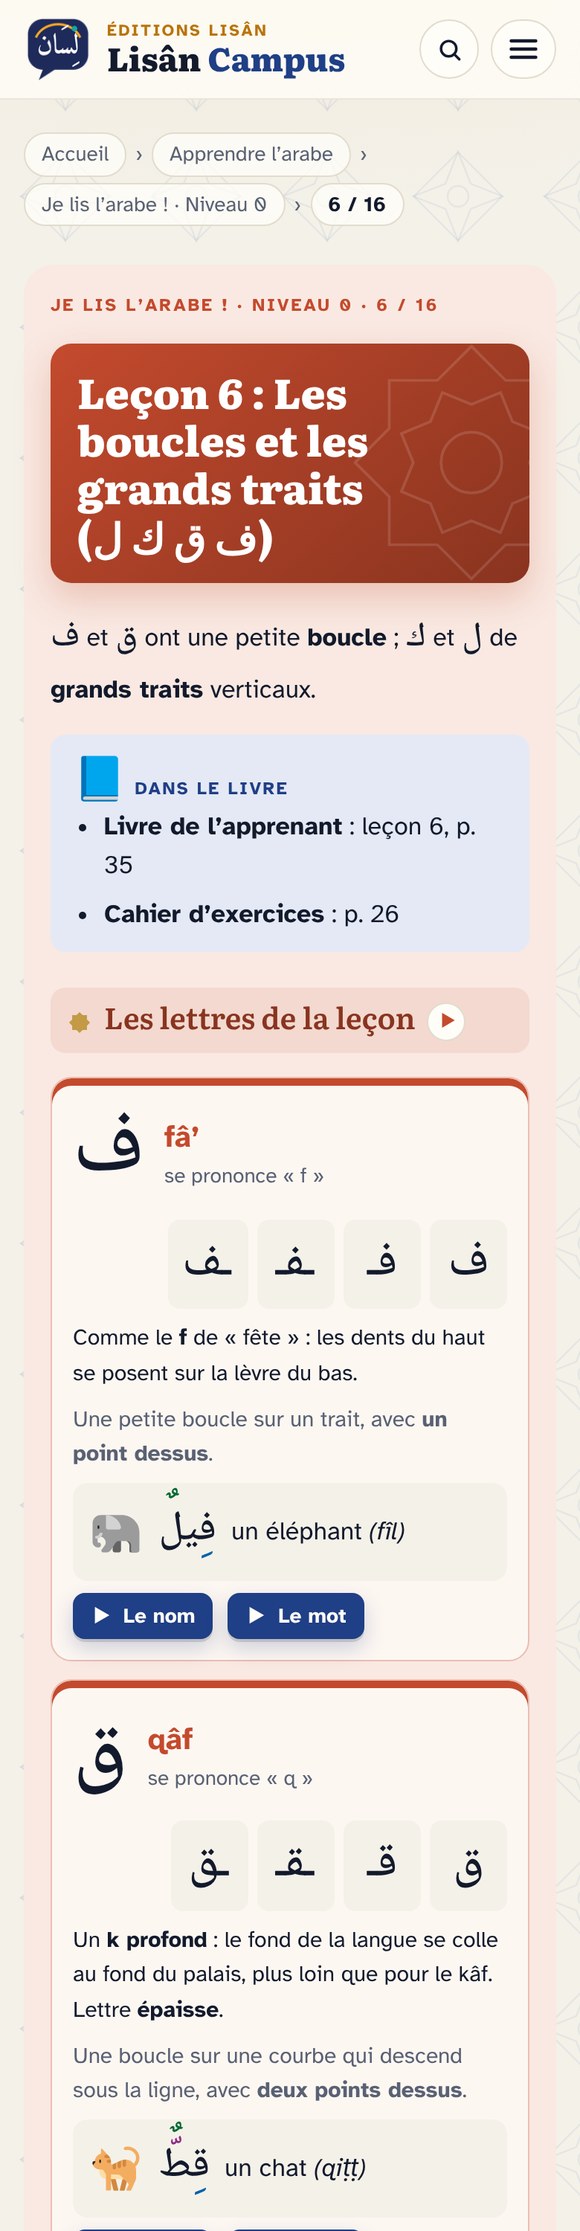 لِسَان
ÉDITIONS LISÂN
Lisân Campus
Accueil › Apprendre l’arabe ›
Je lis l’arabe ! · Niveau 0 › 6 / 16
JE LIS L’ARABE ! · NIVEAU 0 · 6 / 16
Leçon 6 : Les
boucles et les
grands traits
(ف ق ك ل)
ف et ق ont une petite boucle ; ك et ل de
grands traits verticaux.
DANS LE LIVRE
• Livre de l’apprenant : leçon 6, p.
35
• Cahier d’exercices : p. 26
Les lettres de la leçon
ف
fâ’
se prononce « f »
ف فـ ـفـ ـف
Comme le f de « fête » : les dents du haut
se posent sur la lèvre du bas.
Une petite boucle sur un trait, avec un
point dessus.
فِيلٌ un éléphant (fîl)
Le nom Le mot
ق
qâf
se prononce « q »
ق قـ ـقـ ـق
Un k profond : le fond de la langue se colle
au fond du palais, plus loin que pour le kâf.
Lettre épaisse.
Une boucle sur une courbe qui descend
sous la ligne, avec deux points dessus.
قِطٌّ un chat (qiṭṭ)